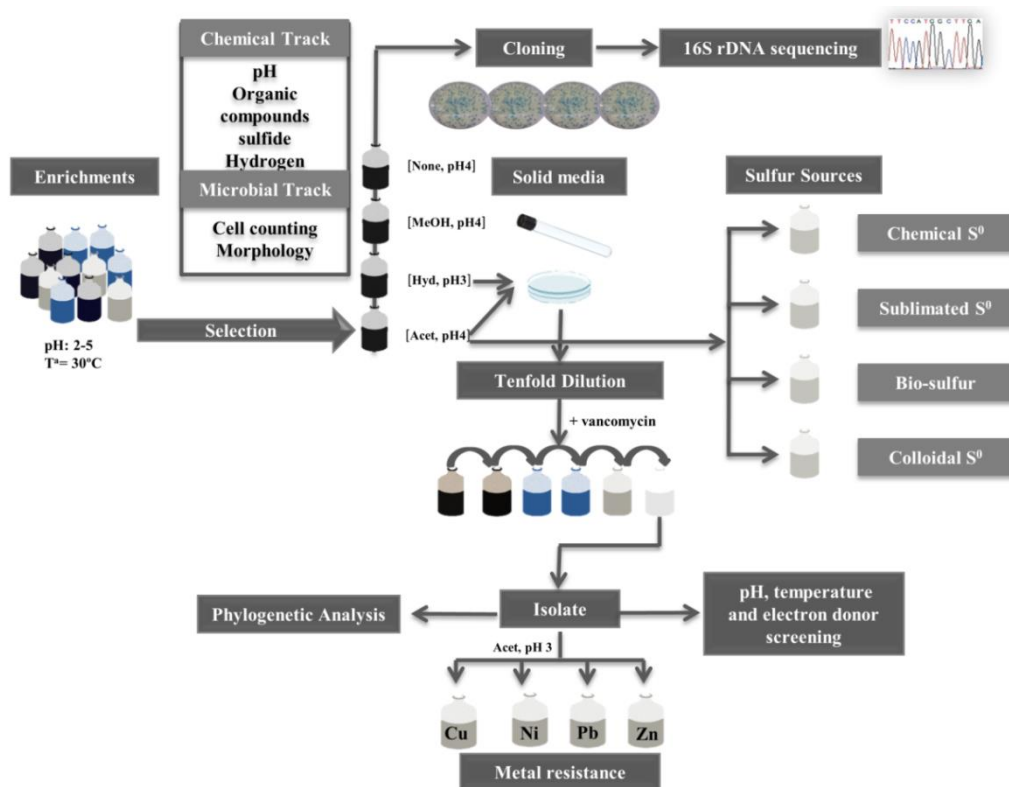 Chemical Track
pH
Organic
compounds
sulfide
Hydrogen
Microbial Track
Cell counting
Morphology
Cloning
16S rDNA sequencing
T T C C A T G G C T T G A
Enrichments
pH: 2-5
Tª= 30ºC
Selection
[None, pH4]
[MeOH, pH4]
[Hyd, pH3]
[Acet, pH4]
Solid media
Sulfur Sources
Chemical S⁰
Sublimated S⁰
Bio-sulfur
Colloidal S⁰
Tenfold Dilution
+ vancomycin
Phylogenetic Analysis
Isolate
pH, temperature
and electron donor
screening
Acet, pH 3
Cu
Ni
Pb
Zn
Metal resistance